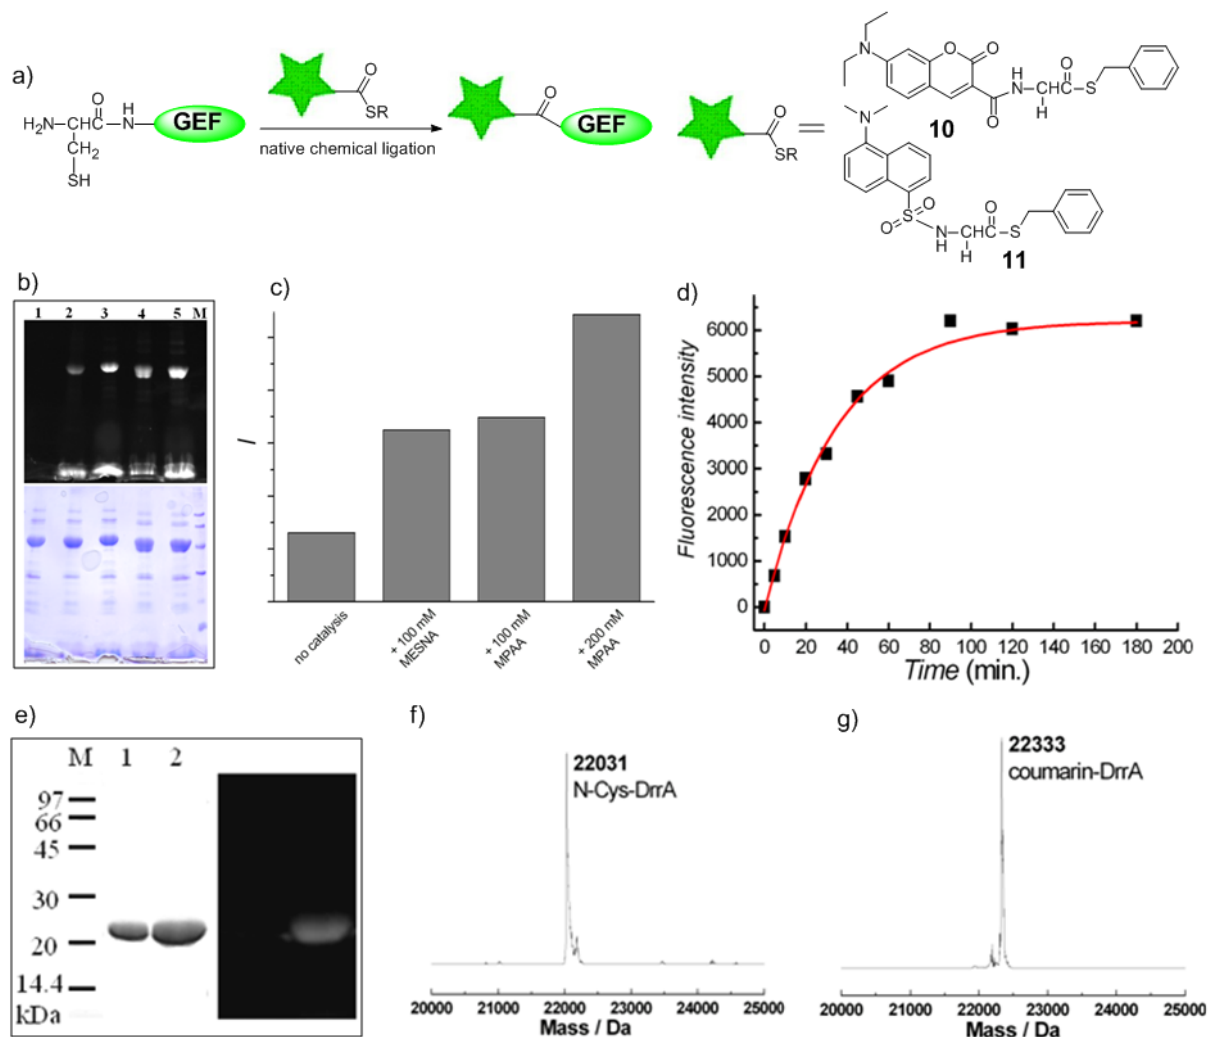 a)
H₂N
O
H
N
CH₂
SH
GEF
O
SR
native chemical ligation
O
GEF
O
SR
N
O
O
O
H
N-CH-C-S
O
H
10
N
O
S
O
NH-CHC-S
O
H
11
b)
1 2 3 4 5 M
c)
I
no catalysis
+ 100 mM
MESNA
+ 100 mM
MPAA
+ 200 mM
MPAA
d)
Fluorescence intensity
6000
5000
4000
3000
2000
1000
0
0 20 40 60 80 100 120 140 160 180 200
Time (min.)
e)
M 1 2
97
66
45
30
20
14.4
kDa
f)
22031
N-Cys-DrrA
20000 21000 22000 23000 24000 25000
Mass / Da
g)
22333
coumarin-DrrA
20000 21000 22000 23000 24000 25000
Mass / Da